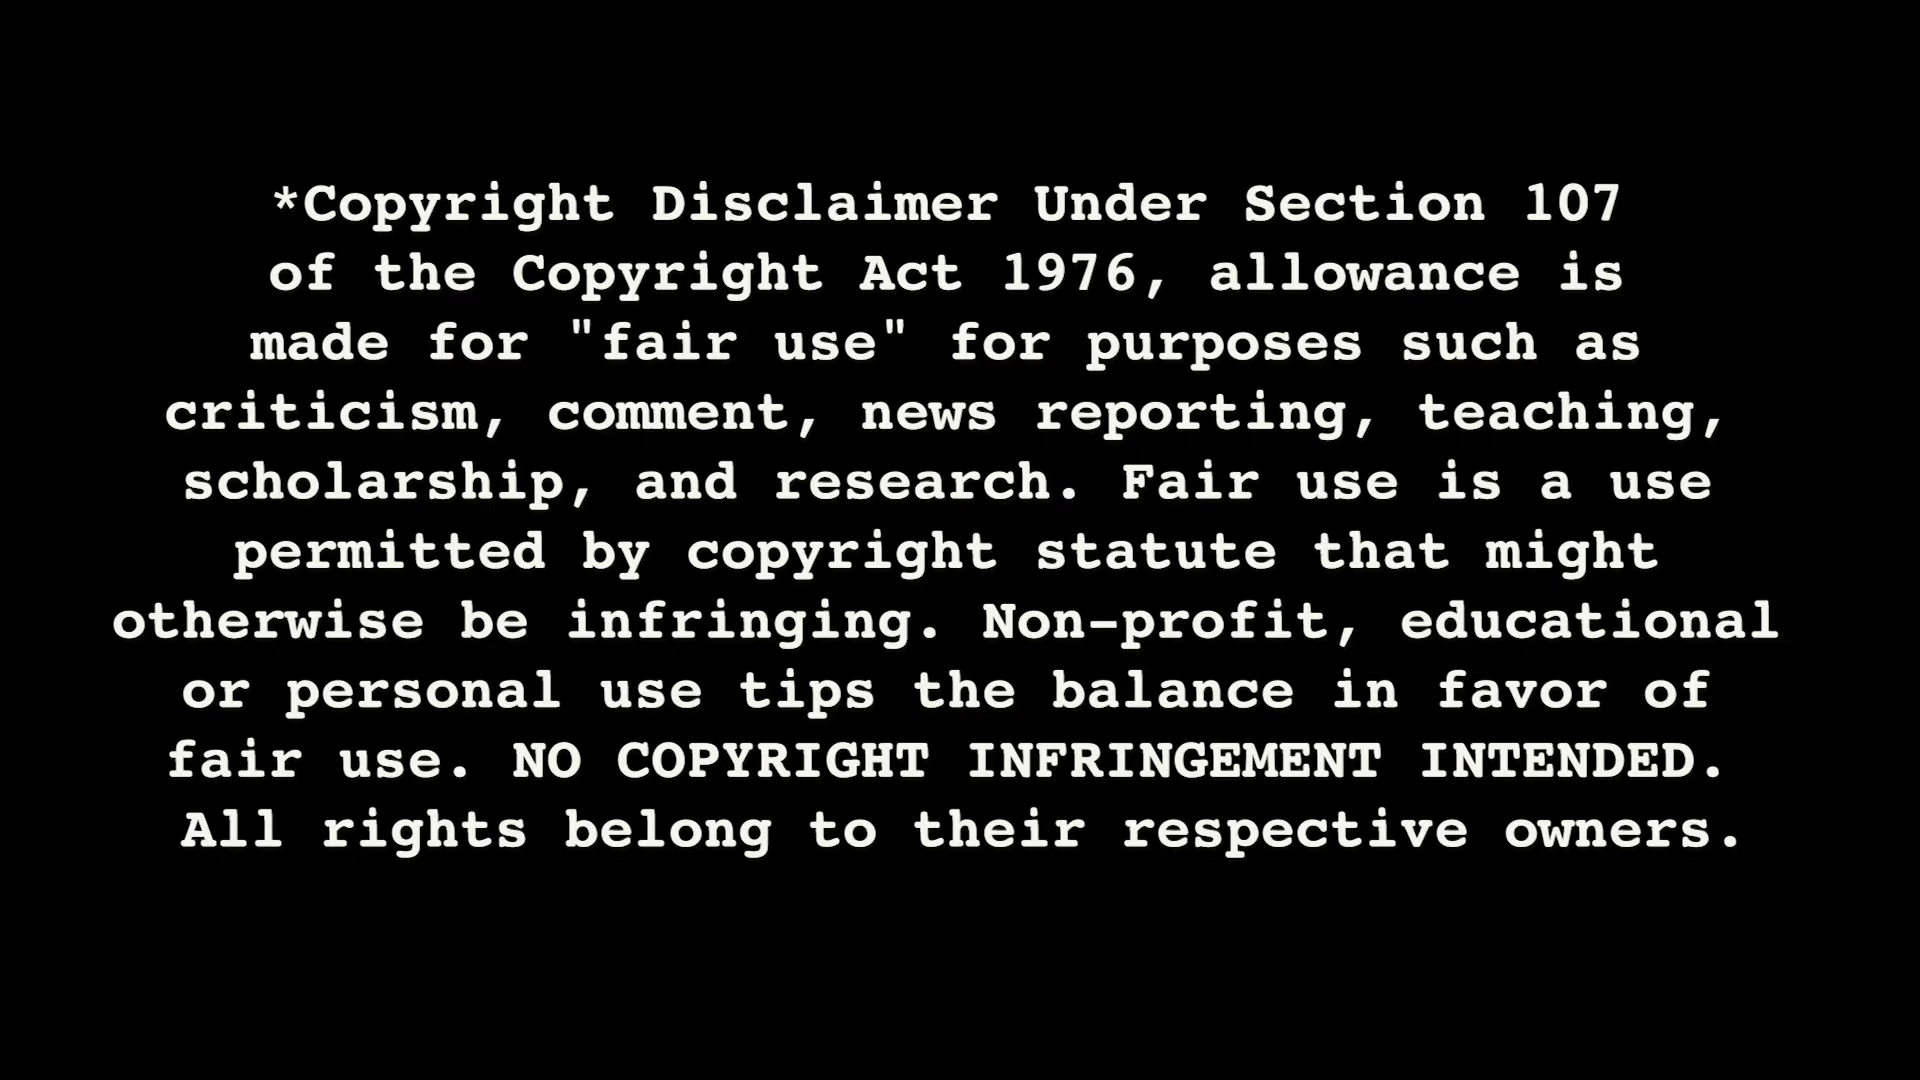 *Copyright Disclaimer Under Section 107
of the Copyright Act 1976, allowance is
made for "fair use" for purposes such as
criticism, comment, news reporting, teaching,
scholarship, and research. Fair use is a use
permitted by copyright statute that might
otherwise be infringing. Non-profit, educational
or personal use tips the balance in favor of
fair use. NO COPYRIGHT INFRINGEMENT INTENDED.
All rights belong to their respective owners.